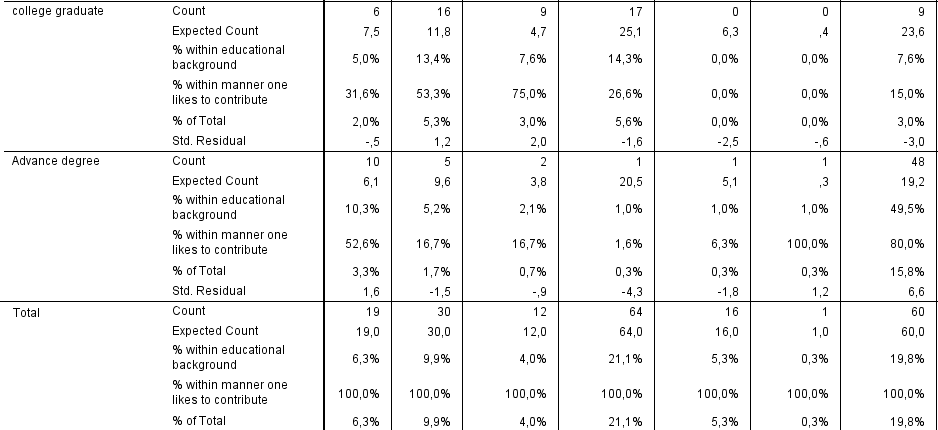 college graduate Count 6 16 9 17 0 0 9
Expected Count 7,5 11,8 4,7 25,1 6,3 ,4 23,6
% within educational
background 5,0% 13,4% 7,6% 14,3% 0,0% 0,0% 7,6%
% within manner one
likes to contribute 31,6% 53,3% 75,0% 26,6% 0,0% 0,0% 15,0%
% of Total 2,0% 5,3% 3,0% 5,6% 0,0% 0,0% 3,0%
Std. Residual -,5 1,2 2,0 -1,6 -2,5 -,6 -3,0
Advance degree Count 10 5 2 1 1 1 48
Expected Count 6,1 9,6 3,8 20,5 5,1 ,3 19,2
% within educational
background 10,3% 5,2% 2,1% 1,0% 1,0% 1,0% 49,5%
% within manner one
likes to contribute 52,6% 16,7% 16,7% 1,6% 6,3% 100,0% 80,0%
% of Total 3,3% 1,7% 0,7% 0,3% 0,3% 0,3% 15,8%
Std. Residual 1,6 -1,5 -,9 -4,3 -1,8 1,2 6,6
Total Count 19 30 12 64 16 1 60
Expected Count 19,0 30,0 12,0 64,0 16,0 1,0 60,0
% within educational
background 6,3% 9,9% 4,0% 21,1% 5,3% 0,3% 19,8%
% within manner one
likes to contribute 100,0% 100,0% 100,0% 100,0% 100,0% 100,0% 100,0%
% of Total 6,3% 9,9% 4,0% 21,1% 5,3% 0,3% 19,8%